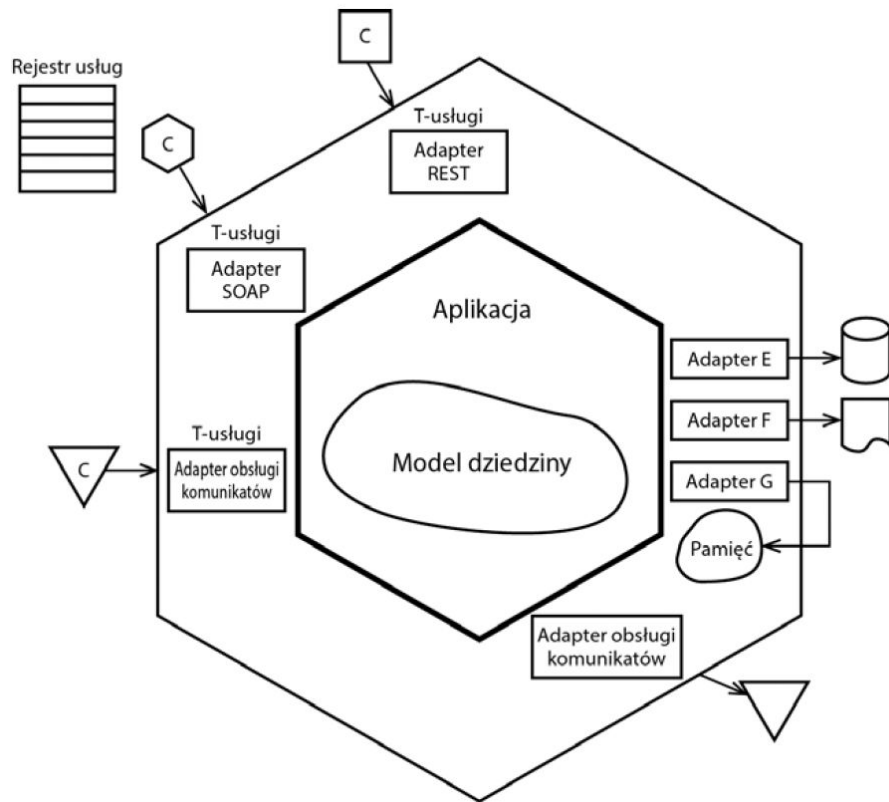 C
Rejestr usług
C
T-usługi
Adapter
REST
T-usługi
Adapter
SOAP
Aplikacja
Adapter E
Adapter F
T-usługi
C
Adapter obsługi
komunikatów
Model dziedziny
Adapter G
Pamięć
Adapter obsługi
komunikatów